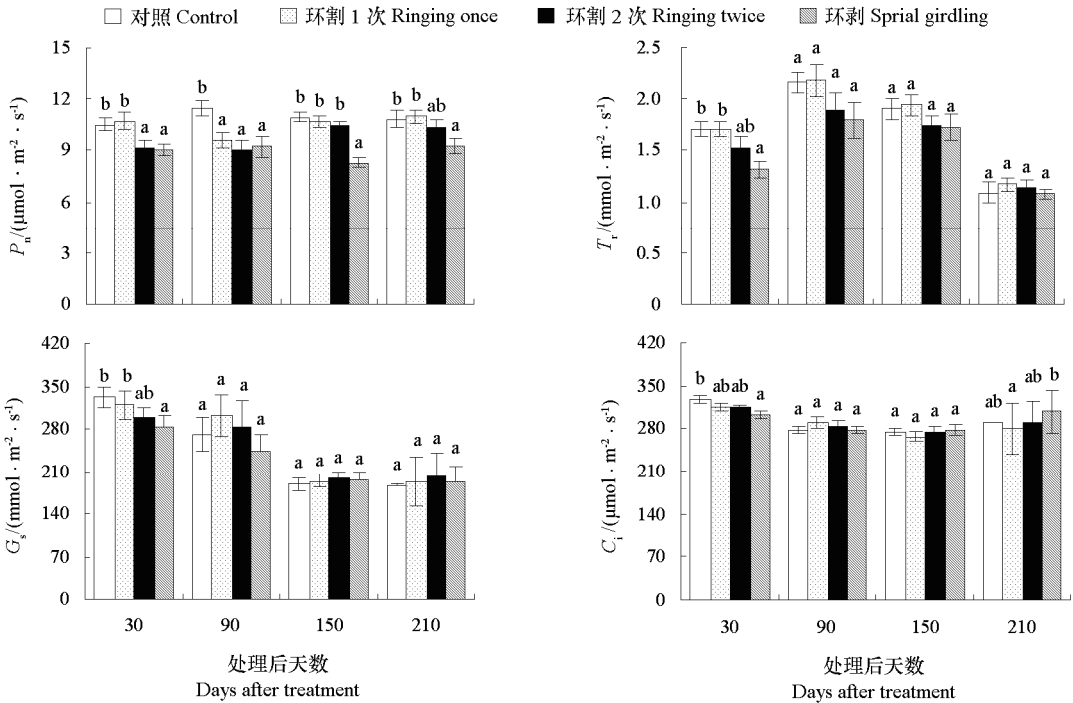 对照 Control 环割 1 次 Ringing once 环割 2 次 Ringing twice 环剥 Sprial girdling
Pn/(μmol · m-2 · s-1)
15
12
9
6
3
0
b b a a
b a a a
b b b a
b b ab a
Tr/(mmol · m-2 · s-1)
2.5
2.0
1.5
1.0
0.5
0
b b ab a
a a a a
a a a a
a a a a
Gs/(mmol · m-2 · s-1)
420
350
280
210
140
70
0
b b ab a
a a a a
a a a a
a a a a
30 90 150 210
处理后天数
Days after treatment
Ci/(μmol · m-2 · s-1)
420
350
280
210
140
70
0
b ab ab a
a a a a
a a a a
ab a ab b
30 90 150 210
处理后天数
Days after treatment